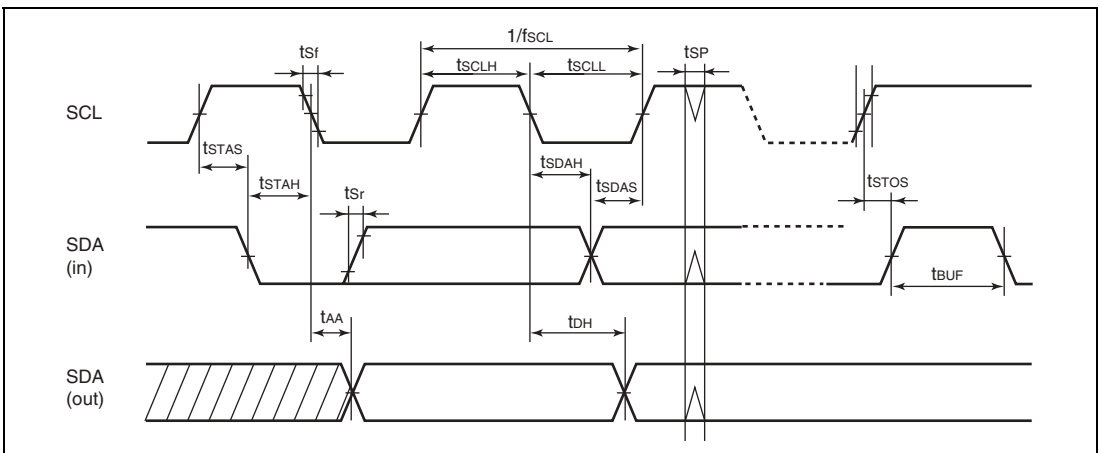 1/fSCL
tSf
tSP
tSCLH
tSCLL
SCL
tSTAS
tSDAH
tSTAH
tSDAS
tSTOS
tSr
SDA
(in)
tBUF
tAA
tDH
SDA
(out)